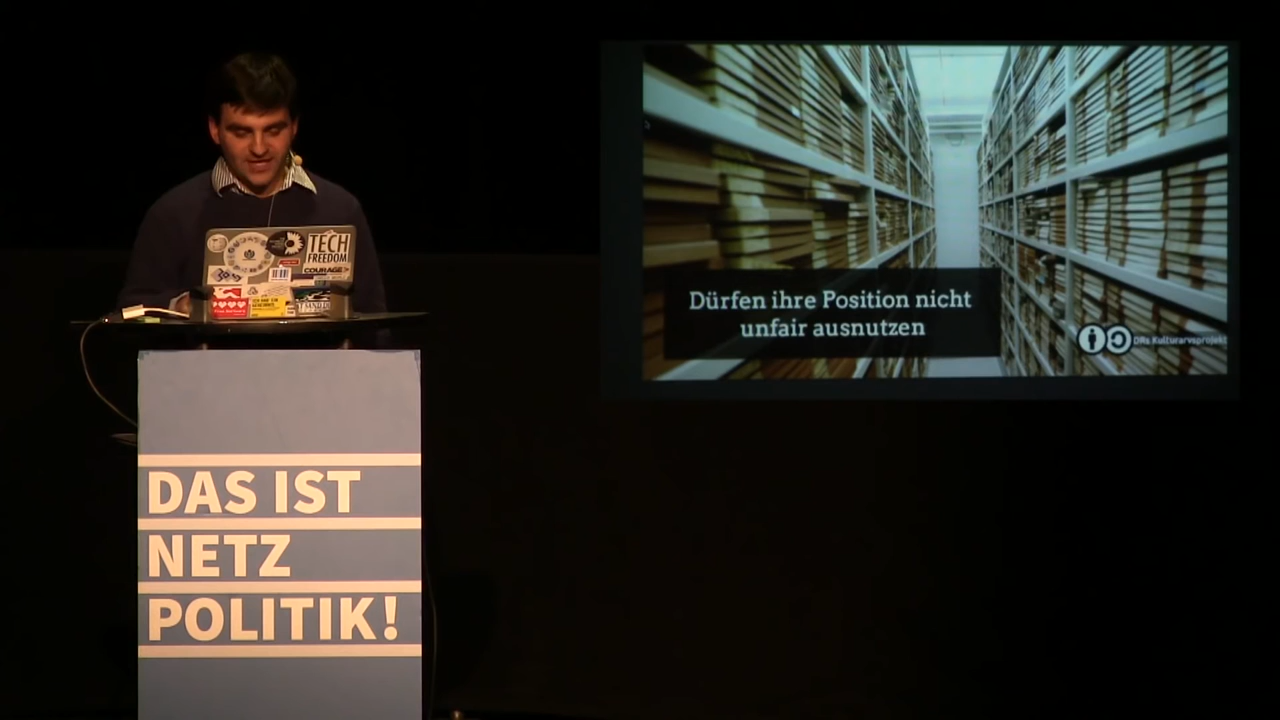 TECH
FREEDOM
COURAGE
Dürfen ihre Position nicht
unfair ausnutzen
DRs Kulturarvsprojekt
DAS IST
NETZ
POLITIK!